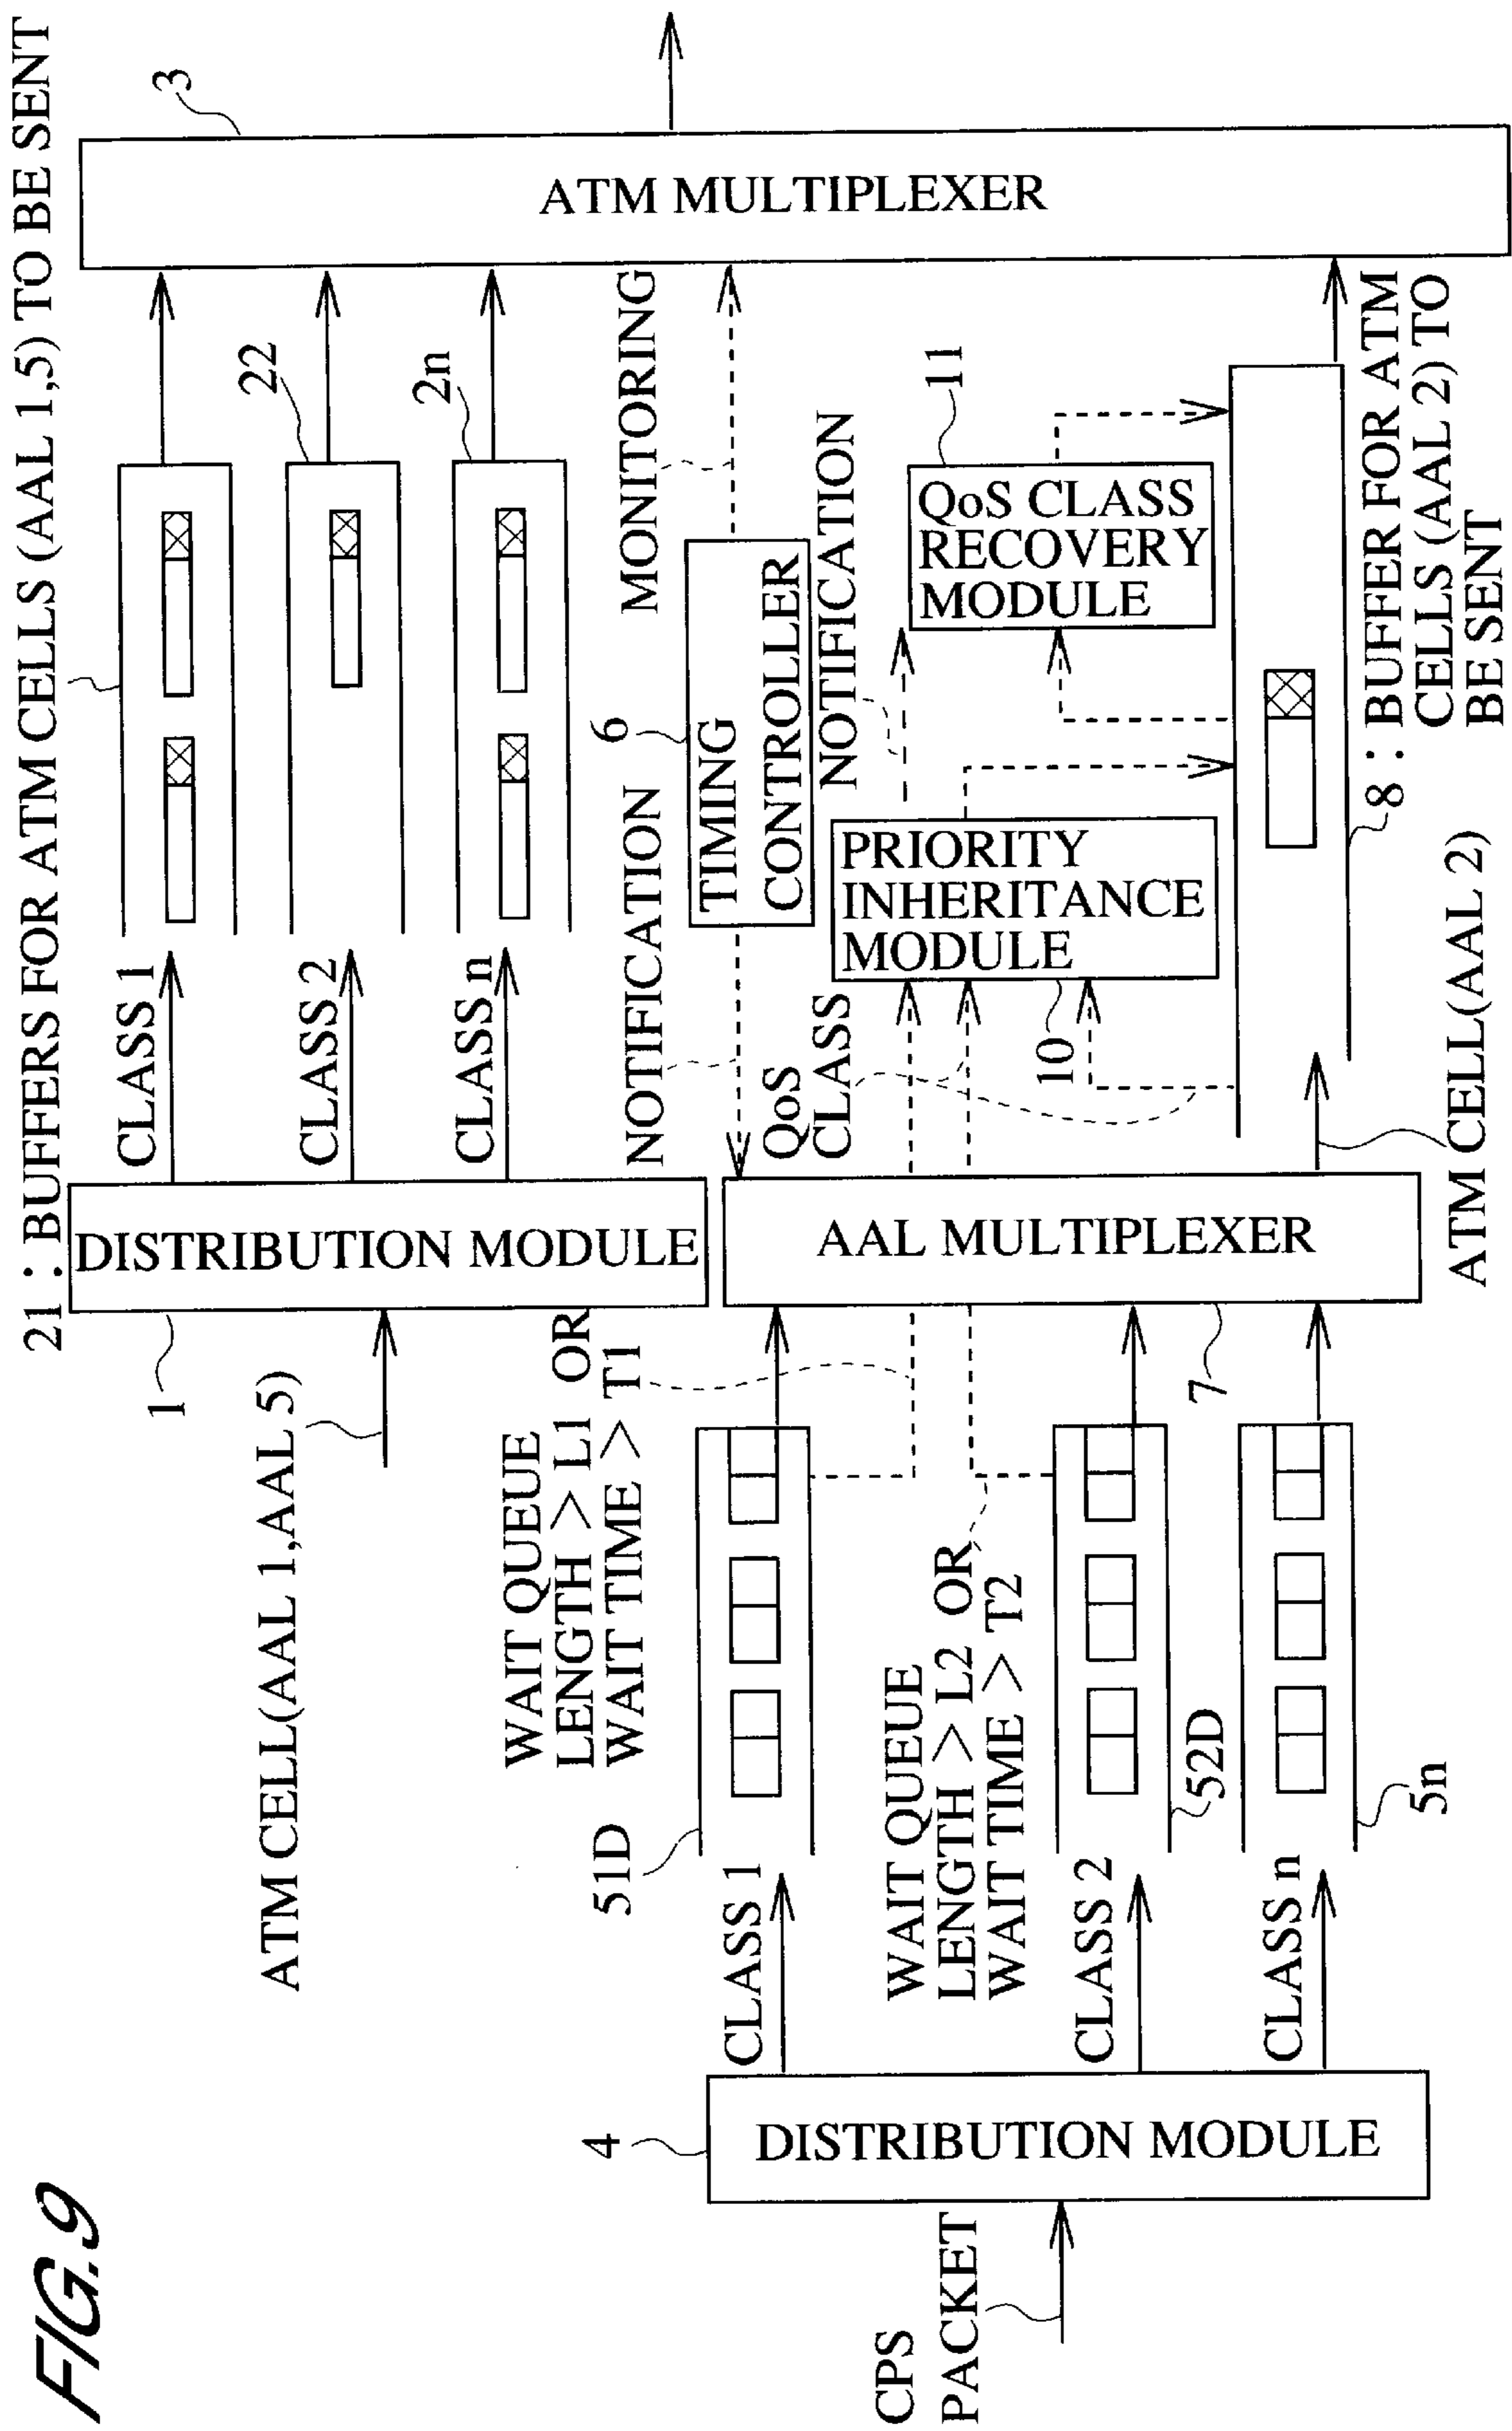 FIG.9
21 : BUFFERS FOR ATM CELLS (AAL 1,5) TO BE SENT
3
22
2n
CLASS 1
CLASS 2
CLASS n
DISTRIBUTION MODULE
1
ATM CELL(AAL 1,AAL 5)
ATM MULTIPLEXER
MONITORING
NOTIFICATION
6
TIMING
CONTROLLER
NOTIFICATION
11
QoS CLASS
RECOVERY
MODULE
PRIORITY
INHERITANCE
MODULE
10
QoS
CLASS
AAL MULTIPLEXER
7
8 : BUFFER FOR ATM
CELLS (AAL 2) TO
BE SENT
ATM CELL(AAL 2)
WAIT QUEUE
LENGTH > L1 OR
WAIT TIME > T1
51D
WAIT QUEUE
LENGTH > L2 OR
WAIT TIME > T2
52D
5n
CLASS 1
CLASS 2
CLASS n
4
DISTRIBUTION MODULE
CPS
PACKET